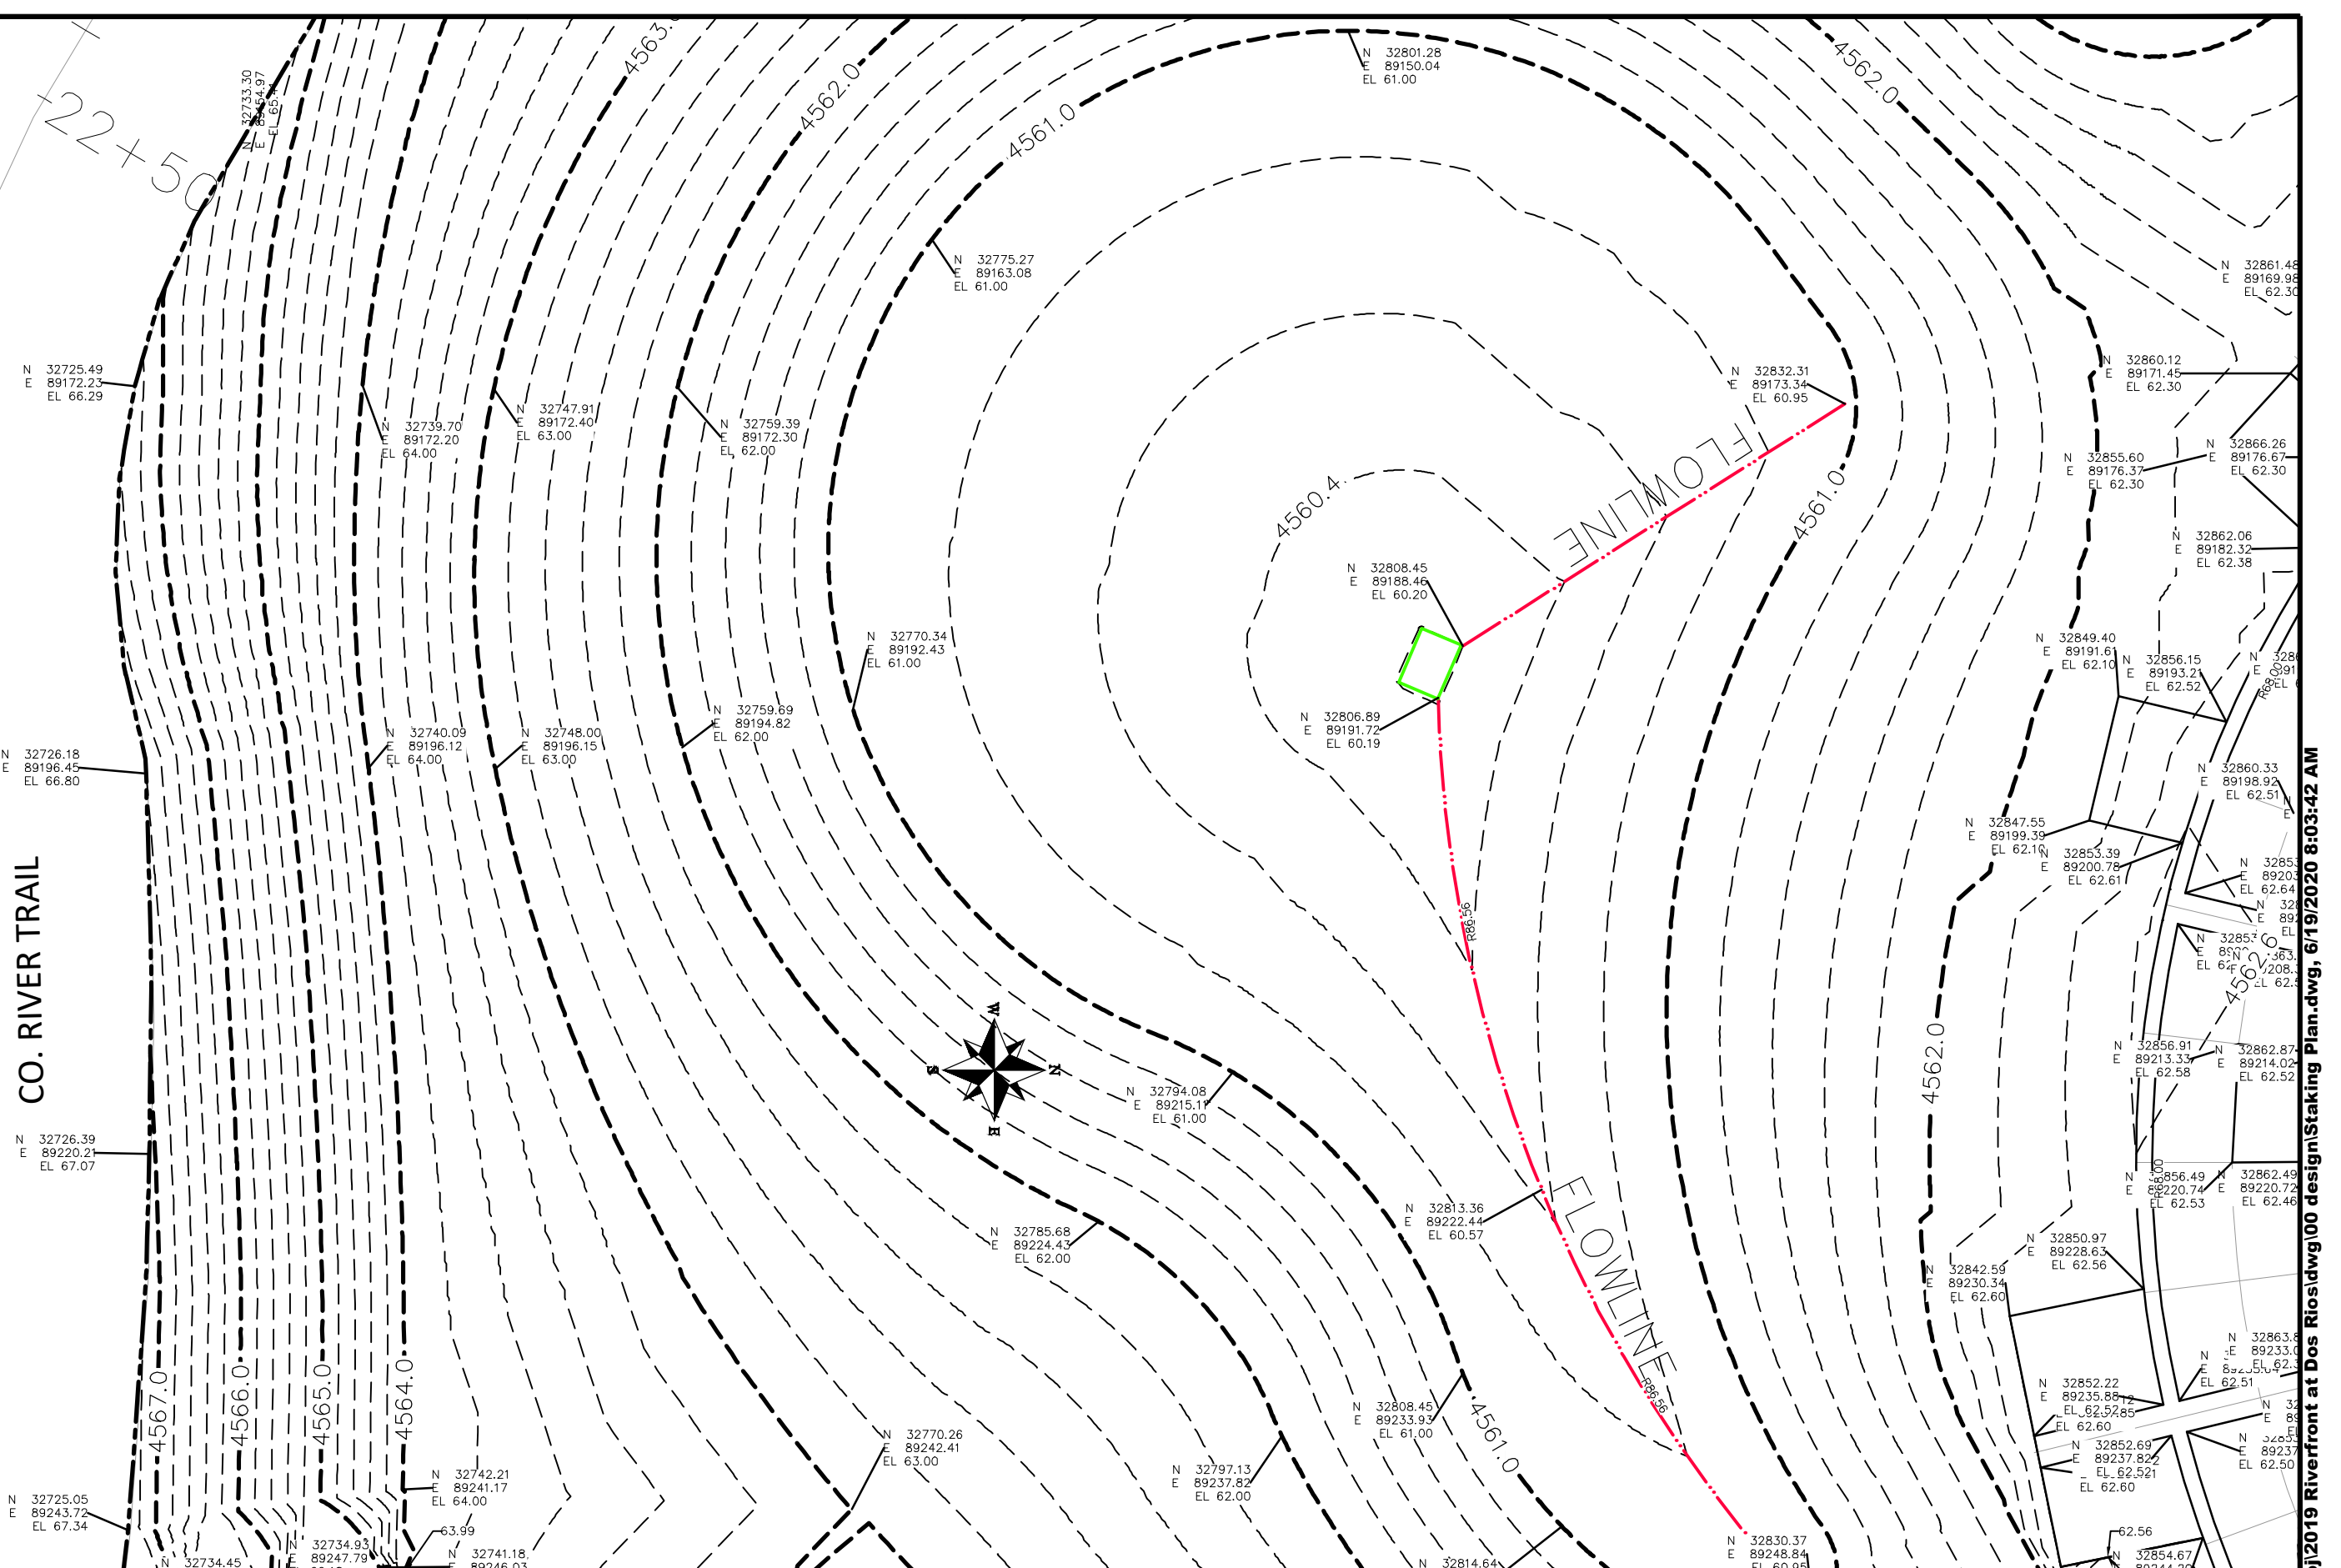 22+50
N 32733.30
E 89154.97
4563.
4562.0
4561.0
N 32801.28
E 89150.04
EL 61.00
4562.0
N 32775.27
E 89163.08
EL 61.00
N 32861.48
E 89169.98
EL 62.30
N 32725.49
E 89172.23
EL 66.29
N 32739.70
E 89172.20
EL 64.00
N 32747.91
E 89172.40
EL 63.00
N 32759.39
E 89172.30
EL 62.00
N 32832.31
E 89173.34
EL 60.95
N 32860.12
E 89171.45
EL 62.30
N 32855.60
E 89176.37
EL 62.30
N 32866.26
E 89176.67
EL 62.30
FLOWLINE
4560.4
4561.0
N 32862.06
E 89182.32
EL 62.38
N 32808.45
E 89188.46
EL 60.20
N 32770.34
E 89192.43
EL 61.00
N 32849.40
E 89191.61
EL 62.10
N 32856.15
E 89193.21
EL 62.52
R68.00
N 32806.89
E 89191.72
EL 60.19
N 32759.69
E 89194.82
EL 62.00
N 32740.09
E 89196.12
EL 64.00
N 32748.00
E 89196.15
EL 63.00
N 32726.18
E 89196.45
EL 66.80
N 32860.33
E 89198.92
EL 62.51
N 32847.55
E 89199.39
EL 62.10
N 32853.39
E 89200.78
EL 62.61
EL 62.64
R86.56
4562.6
CO. RIVER TRAIL
W
S
N
E
N 32794.08
E 89215.11
EL 61.00
4562.0
N 32856.91
E 89213.33
EL 62.58
N 32862.87
E 89214.02
EL 62.52
N 32726.39
E 89220.21
EL 67.07
R68.00
N 32862.49
E 89220.72
EL 62.46
EL 62.53
N 32785.68
E 89224.43
EL 62.00
N 32813.36
E 89222.44
EL 60.57
FLOWLINE
N 32850.97
E 89228.63
EL 62.56
N 32842.59
E 89230.34
EL 62.60
4567.0
4566.0
4565.0
4564.0
R86.56
N 32852.22
E 89235.88
EL 62.52
EL 62.60
EL 62.51
N 32808.45
E 89233.93
EL 61.00
4561.0
N 32770.26
E 89242.41
EL 63.00
N 32797.13
E 89237.82
EL 62.00
N 32852.69
E 89237.82
EL 62.52
EL 62.60
EL 62.50
N 32742.21
E 89241.17
EL 64.00
N 32725.05
E 89243.72
EL 67.34
63.99
N 32734.93
E 89247.79
N 32734.45
N 32741.18
E 89246.03
N 32814.64
N 32830.37
E 89248.84
EL 60.95
62.56
N 32854.67
2019 Riverfront at Dos Rios\dwg\00 design\Staking Plan.dwg, 6/19/2020 8:03:42 AM